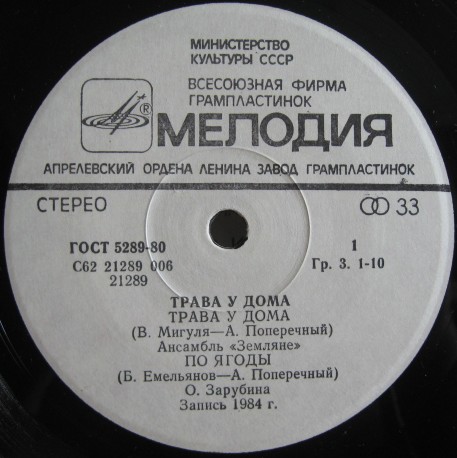 МИНИСТЕРСТВО
КУЛЬТУРЫ СССР
ВСЕСОЮЗНАЯ ФИРМА
ГРАМПЛАСТИНОК
® МЕЛОДИЯ
АПРЕЛЕВСКИЙ ОРДЕНА ЛЕНИНА ЗАВОД ГРАМПЛАСТИНОК
СТЕРЕО 33
ГОСТ 5289-80 1
С62 21289 006 Гр. 3. 1-10
21289
ТРАВА У ДОМА
ТРАВА У ДОМА
(В. Мигуля—А. Поперечный)
Ансамбль «Земляне»
ПО ЯГОДЫ
(Б. Емельянов—А. Поперечный)
О. Зарубина
Запись 1984 г.